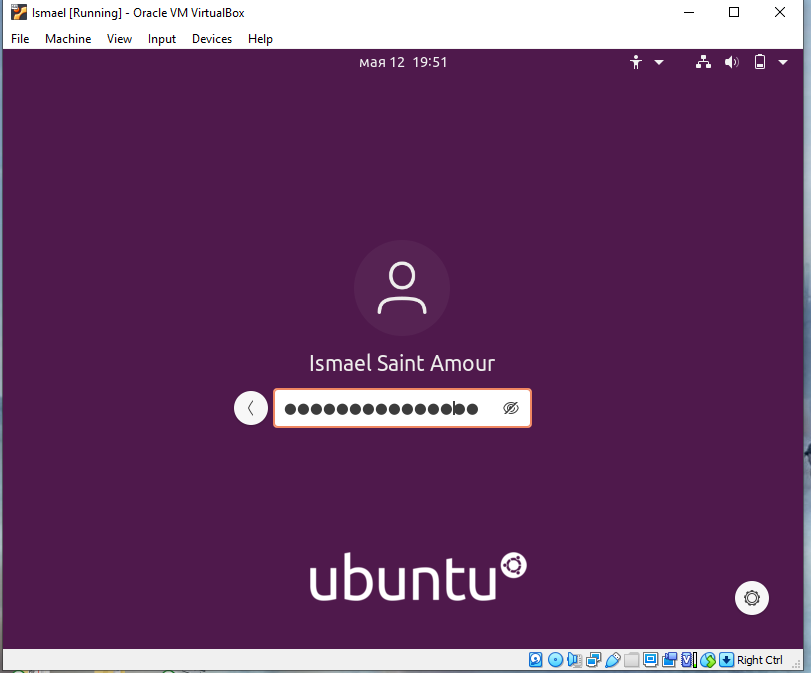 Ismael [Running] - Oracle VM VirtualBox
File Machine View Input Devices Help
мая 12 19:51
Ismael Saint Amour
ubuntu
Right Ctrl